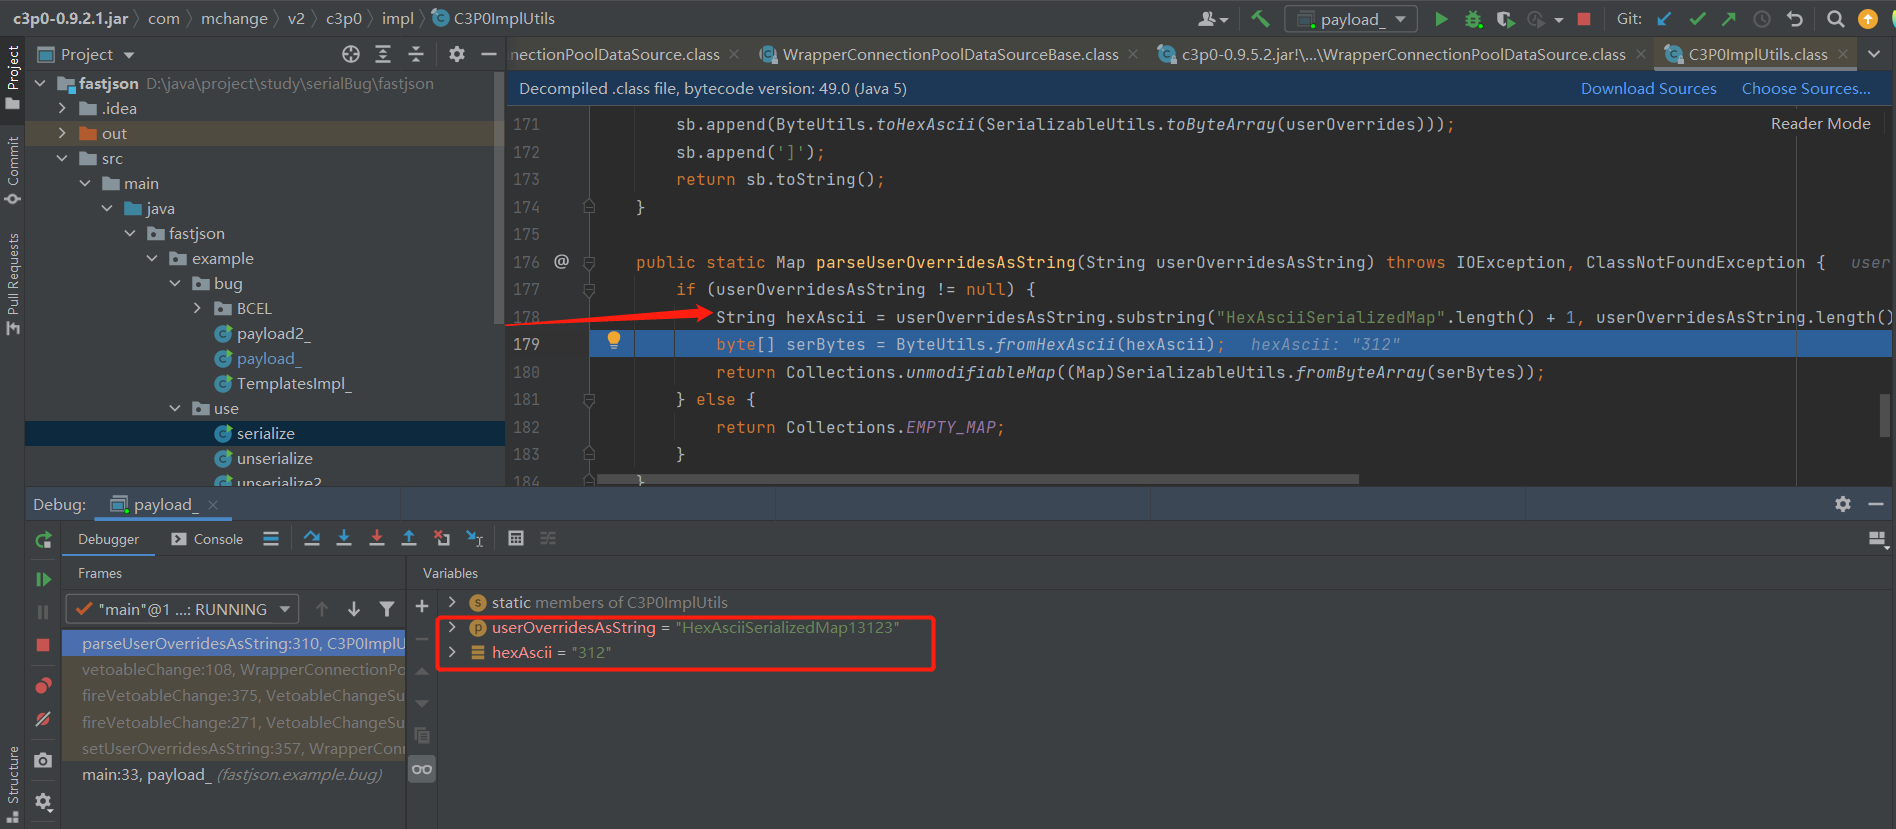 c3p0-0.9.2.1.jar com mchange v2 c3p0 impl C3P0ImplUtils payload_ Git:
Project
Project nnectionPoolDataSource.class WrapperConnectionPoolDataSourceBase.class c3p0-0.9.5.2.jar!\...\WrapperConnectionPoolDataSource.class C3P0ImplUtils.class
Commit
Pull Requests
Structure
fastjson D:\java\project\study\serialBug\fastjson
.idea
out
src
main
java
fastjson
example
bug
BCEL
payload2_
payload_
TemplatesImpl_
use
serialize
unserialize
unserialize2
Decompiled .class file, bytecode version: 49.0 (Java 5) Download Sources Choose Sources...
Reader Mode
171 sb.append(ByteUtils.toHexAscii(SerializableUtils.toByteArray(userOverrides)));
172 sb.append(']');
173 return sb.toString();
174 }
175
176 @ public static Map parseUserOverridesAsString(String userOverridesAsString) throws IOException, ClassNotFoundException { user
177 if (userOverridesAsString != null) {
178 String hexAscii = userOverridesAsString.substring("HexAsciiSerializedMap".length() + 1, userOverridesAsString.length()
179 byte[] serBytes = ByteUtils.fromHexAscii(hexAscii); hexAscii: "312"
180 return Collections.unmodifiableMap((Map)SerializableUtils.fromByteArray(serBytes));
181 } else {
182 return Collections.EMPTY_MAP;
183 }
184 }
Debug: payload_
Debugger Console
Frames
"main"@1 ...: RUNNING
parseUserOverridesAsString:310, C3P0ImplU
vetoableChange:108, WrapperConnectionPo
fireVetoableChange:375, VetoableChangeSu
fireVetoableChange:271, VetoableChangeSu
setUserOverridesAsString:357, WrapperConn
main:33, payload_ (fastjson.example.bug)
Variables
static members of C3P0ImplUtils
userOverridesAsString = "HexAsciiSerializedMap13123"
hexAscii = "312"